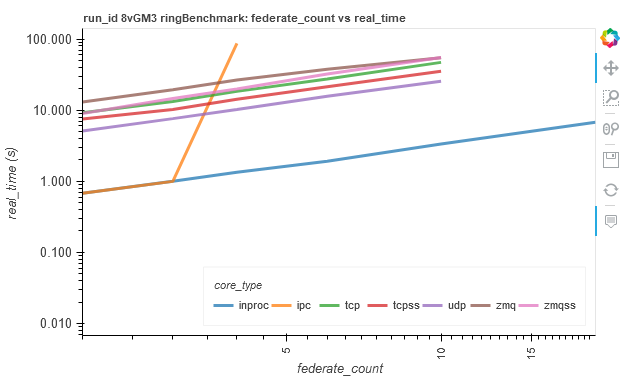 run_id 8vGM3 ringBenchmark: federate_count vs real_time
100.000
10.000
1.000
0.100
0.010
real_time (s)
core_type
inproc ipc tcp tcpss udp zmq zmqss
5 10 15
federate_count